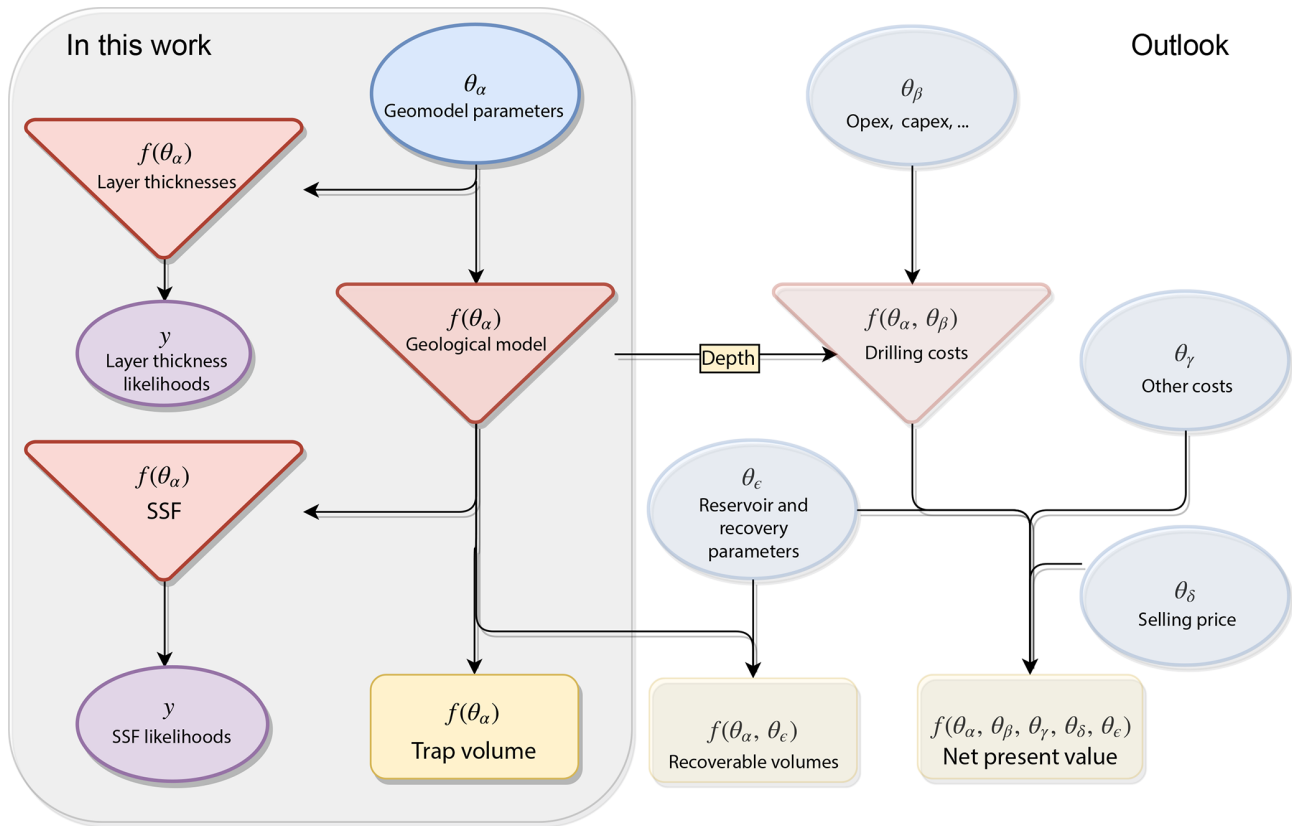 In this work
Outlook
θα
Geomodel parameters
θβ
Opex, capex, ...
f(θα)
Layer thicknesses
y
Layer thickness
likelihoods
f(θα)
Geological model
Depth
f(θα, θβ)
Drilling costs
θγ
Other costs
f(θα)
SSF
θϵ
Reservoir and
recovery
parameters
θδ
Selling price
y
SSF likelihoods
f(θα)
Trap volume
f(θα, θϵ)
Recoverable volumes
f(θα, θβ, θγ, θδ, θϵ)
Net present value